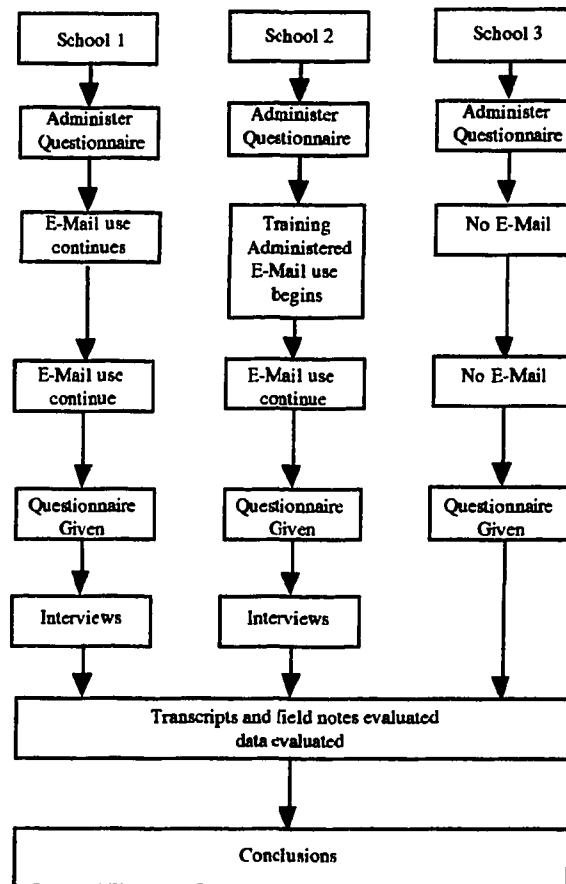 School 1
School 2
School 3
Administer
Questionnaire
Administer
Questionnaire
Administer
Questionnaire
E-Mail use
continues
Training
Administered
E-Mail use
begins
No E-Mail
E-Mail use
continue
E-Mail use
continue
No E-Mail
Questionnaire
Given
Questionnaire
Given
Questionnaire
Given
Interviews
Interviews
Transcripts and field notes evaluated
data evaluated
Conclusions